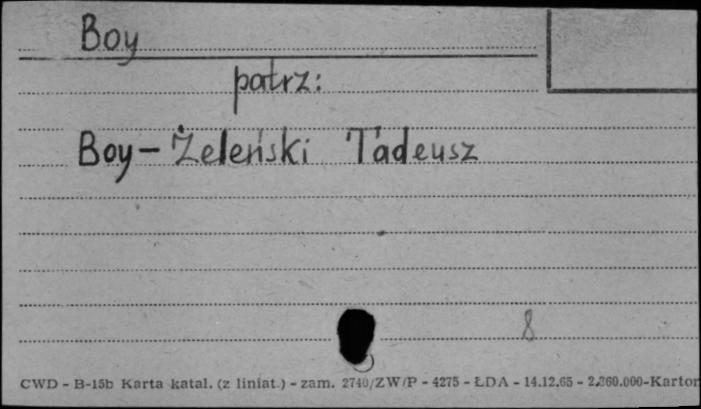 Boy
patrz:
Boy-Żeleński Tadeusz
8
CWD - B-15b Karta katal. (z liniat.) - zam. 2740/ZW/P - 4275 - ŁDA - 14.12.65 - 2.360.000-Karton